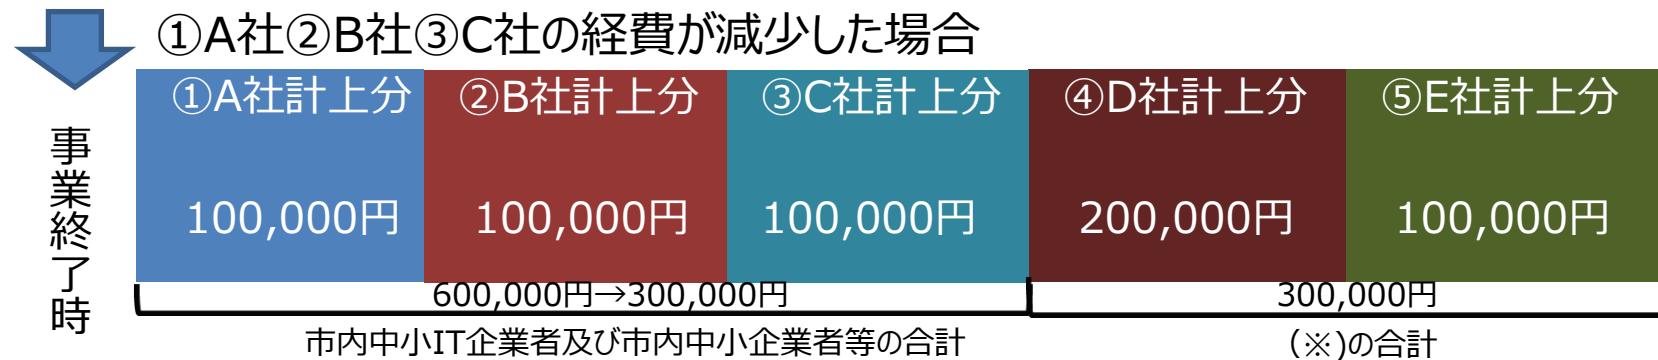 ①A社②B社③C社の経費が減少した場合
①A社計上分 ②B社計上分 ③C社計上分 ④D社計上分 ⑤E社計上分
100,000円 100,000円 100,000円 200,000円 100,000円
事業終了時
600,000円→300,000円 300,000円
市内中小IT企業者及び市内中小企業者等の合計 (※)の合計